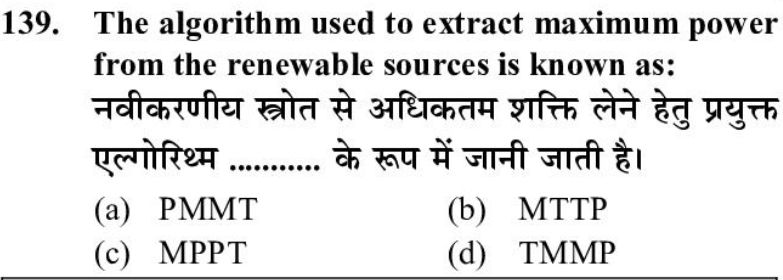 139. The algorithm used to extract maximum power
from the renewable sources is known as:
नवीकरणीय स्त्रोत से अधिकतम शक्ति लेने हेतु प्रयुक्त
एल्गोरिथ्म ............ के रूप में जानी जाती है।
(a) PMMT (b) MTTP
(c) MPPT (d) TMMP